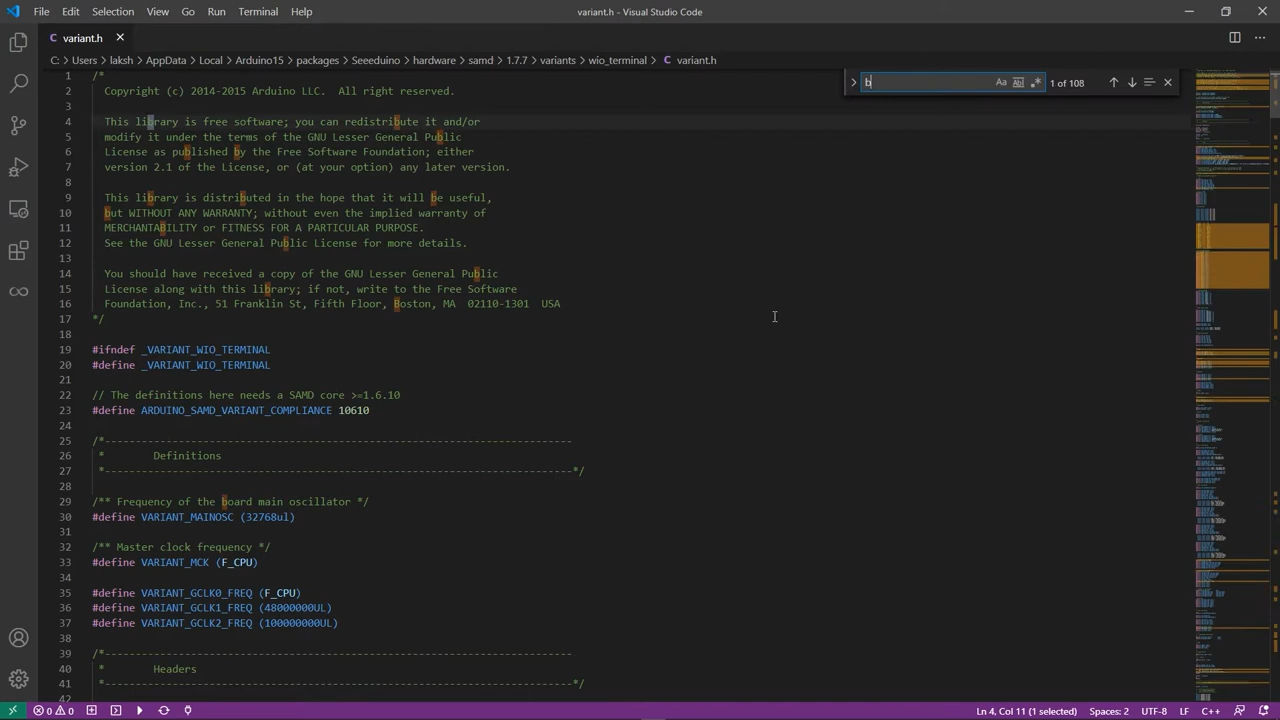 File Edit Selection View Go Run Terminal Help
variant.h - Visual Studio Code
variant.h
C: > Users > laksh > AppData > Local > Arduino15 > packages > Seeeduino > hardware > samd > 1.7.7 > variants > wio_terminal > variant.h
b
Aa
1 of 108
1 /*
2 Copyright (c) 2014-2015 Arduino LLC. All right reserved.
3
4 This library is free software; you can redistribute it and/or
5 modify it under the terms of the GNU Lesser General Public
6 License as published by the Free Software Foundation; either
7 version 2.1 of the License, or (at your option) any later version.
8
9 This library is distributed in the hope that it will be useful,
10 but WITHOUT ANY WARRANTY; without even the implied warranty of
11 MERCHANTABILITY or FITNESS FOR A PARTICULAR PURPOSE.
12 See the GNU Lesser General Public License for more details.
13
14 You should have received a copy of the GNU Lesser General Public
15 License along with this library; if not, write to the Free Software
16 Foundation, Inc., 51 Franklin St, Fifth Floor, Boston, MA 02110-1301 USA
17 */
18
19 #ifndef _VARIANT_WIO_TERMINAL_
20 #define _VARIANT_WIO_TERMINAL_
21
22 // The definitions here needs a SAMD core >=1.6.10
23 #define ARDUINO_SAMD_VARIANT_COMPLIANCE 10610
24
25 /*----------------------------------------------------------------------------
26 * Definitions
27 *----------------------------------------------------------------------------*/
28
29 /** Frequency of the board main oscillator */
30 #define VARIANT_MAINOSC (32768ul)
31
32 /** Master clock frequency */
33 #define VARIANT_MCK (F_CPU)
34
35 #define VARIANT_GCLK0_FREQ (F_CPU)
36 #define VARIANT_GCLK1_FREQ (48000000UL)
37 #define VARIANT_GCLK2_FREQ (100000000UL)
38
39 /*----------------------------------------------------------------------------
40 * Headers
41 *----------------------------------------------------------------------------*/
0 0 Ln 4, Col 11 (1 selected) Spaces: 2 UTF-8 LF C++